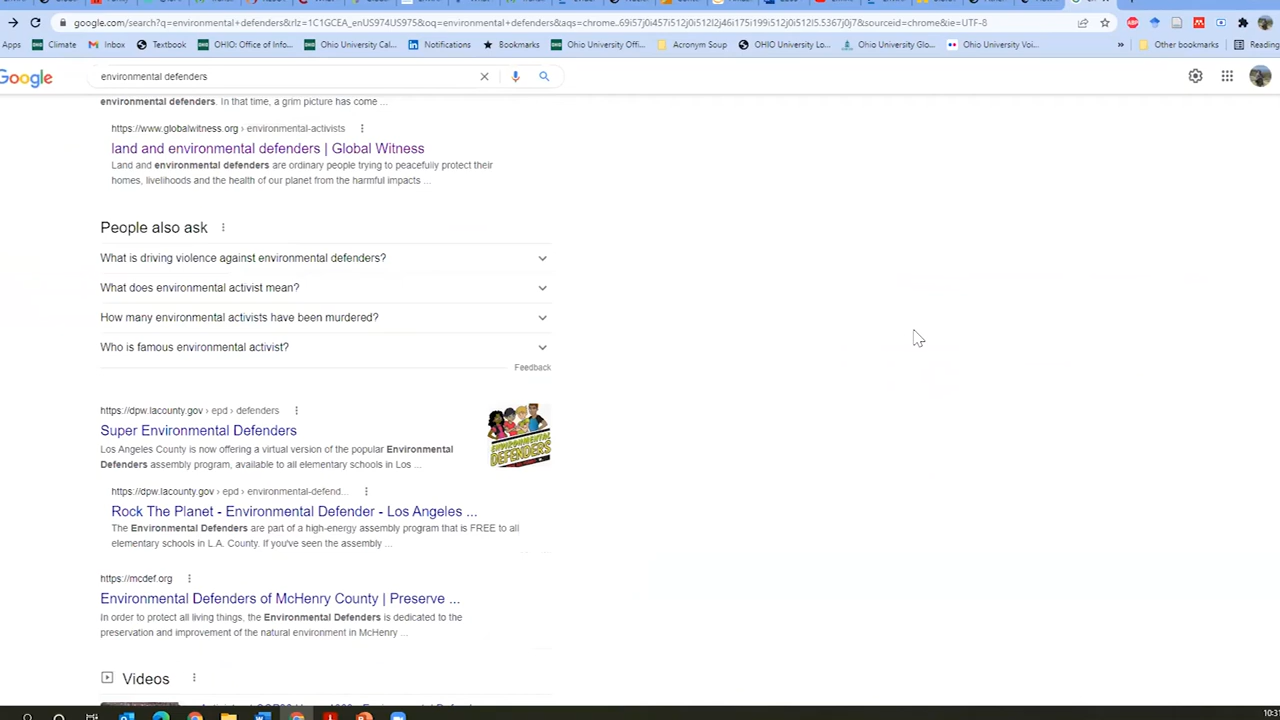 google.com/search?q=environmental+defenders&rlz=1C1GCEA_enUS974US975&oq=environmental+defenders&aqs=chrome..69i57j0i457i512j0i512l2j46i175i199i512j0i512l5.5367j0j7&sourceid=chrome&ie=UTF-8
Apps Climate Inbox Textbook OHIO: Office of Info... Ohio University Cal... Notifications Bookmarks Ohio University Offi... Acronym Soup OHIO University Lo... Ohio University Glo... Ohio University Voi... » Other bookmarks Reading
Google environmental defenders
environmental defenders. In that time, a grim picture has come ...
https://www.globalwitness.org › environmental-activists
land and environmental defenders | Global Witness
Land and environmental defenders are ordinary people trying to peacefully protect their
homes, livelihoods and the health of our planet from the harmful impacts ...
People also ask
What is driving violence against environmental defenders?
What does environmental activist mean?
How many environmental activists have been murdered?
Who is famous environmental activist?
Feedback
https://dpw.lacounty.gov › epd › defenders
Super Environmental Defenders
Los Angeles County is now offering a virtual version of the popular Environmental
Defenders assembly program, available to all elementary schools in Los ...
ENVIRONMENTAL
DEFENDERS
https://dpw.lacounty.gov › epd › environmental-defend...
Rock The Planet - Environmental Defender - Los Angeles ...
The Environmental Defenders are part of a high-energy assembly program that is FREE to all
elementary schools in L.A. County. If you've seen the assembly ...
https://mcdef.org
Environmental Defenders of McHenry County | Preserve ...
In order to protect all living things, the Environmental Defenders is dedicated to the
preservation and improvement of the natural environment in McHenry ...
Videos